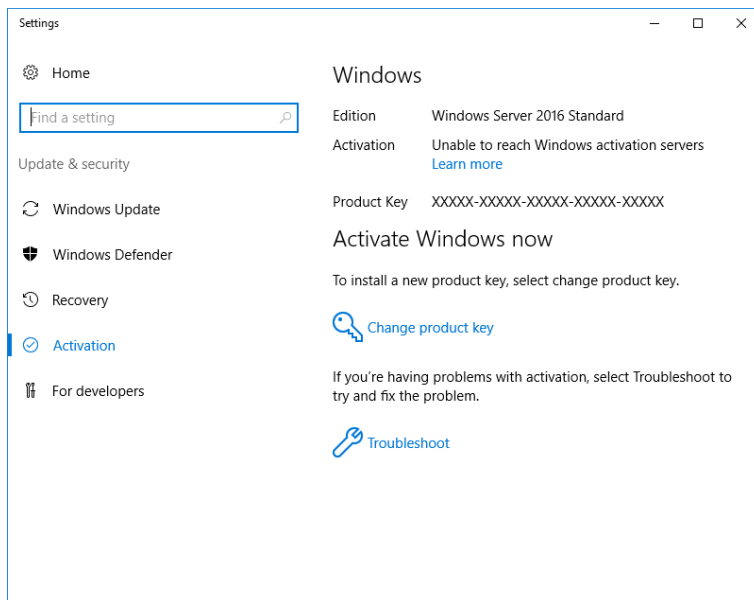 Settings
Home
Find a setting
Update & security
Windows Update
Windows Defender
Recovery
Activation
For developers
Windows
Edition Windows Server 2016 Standard
Activation Unable to reach Windows activation servers
Learn more
Product Key XXXXX-XXXXX-XXXXX-XXXXX-XXXXX
Activate Windows now
To install a new product key, select change product key.
Change product key
If you’re having problems with activation, select Troubleshoot to
try and fix the problem.
Troubleshoot